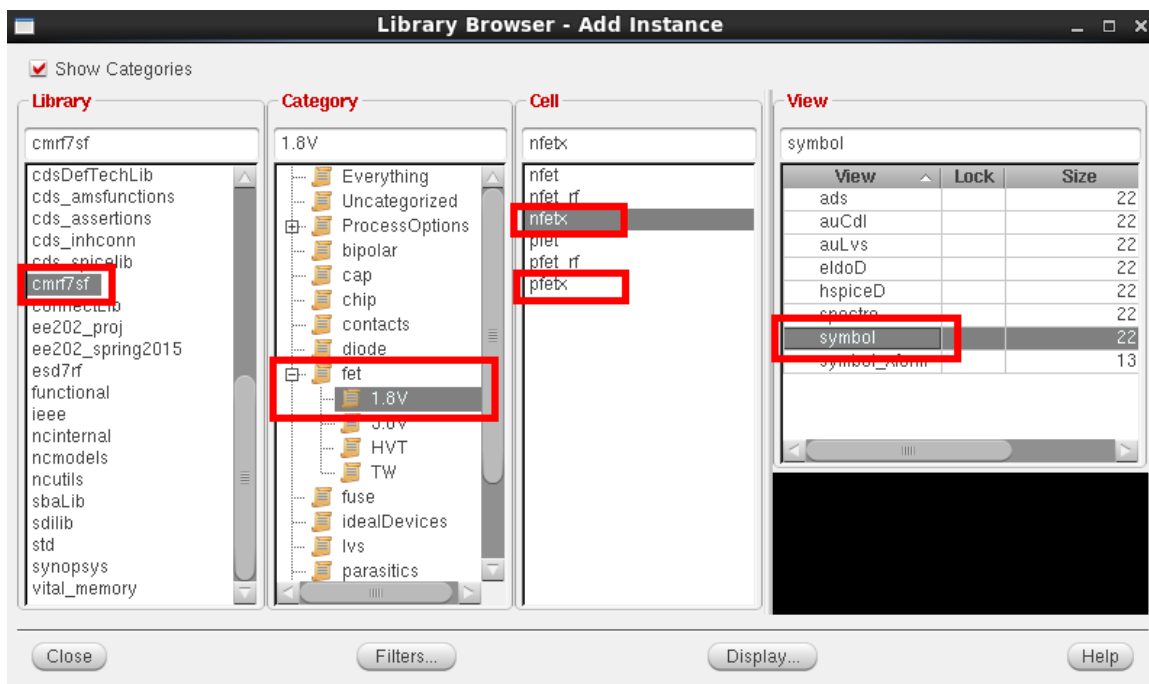 Library Browser - Add Instance
Show Categories
Library
cmrf7sf
cdsDefTechLib
cds_amsfunctions
cds_assertions
cds_inhconn
cds_spicelib
cmrf7sf
connectLib
ee202_proj
ee202_spring2015
esd7rf
functional
ieee
ncinternal
ncmodels
ncutils
sbaLib
sdilib
std
synopsys
vital_memory
Category
1.8V
Everything
Uncategorized
ProcessOptions
bipolar
cap
chip
contacts
diode
fet
1.8V
HVT
TW
fuse
idealDevices
lvs
parasitics
Cell
nfetx
nfet
nfet_rf
nfetx
pfet
pfet_rf
pfetx
View
symbol
View Lock Size
ads 22
auCdl 22
auLvs 22
eldoD 22
hspiceD 22
spectre 22
symbol 22
symbol_xform 13
Close Filters... Display... Help